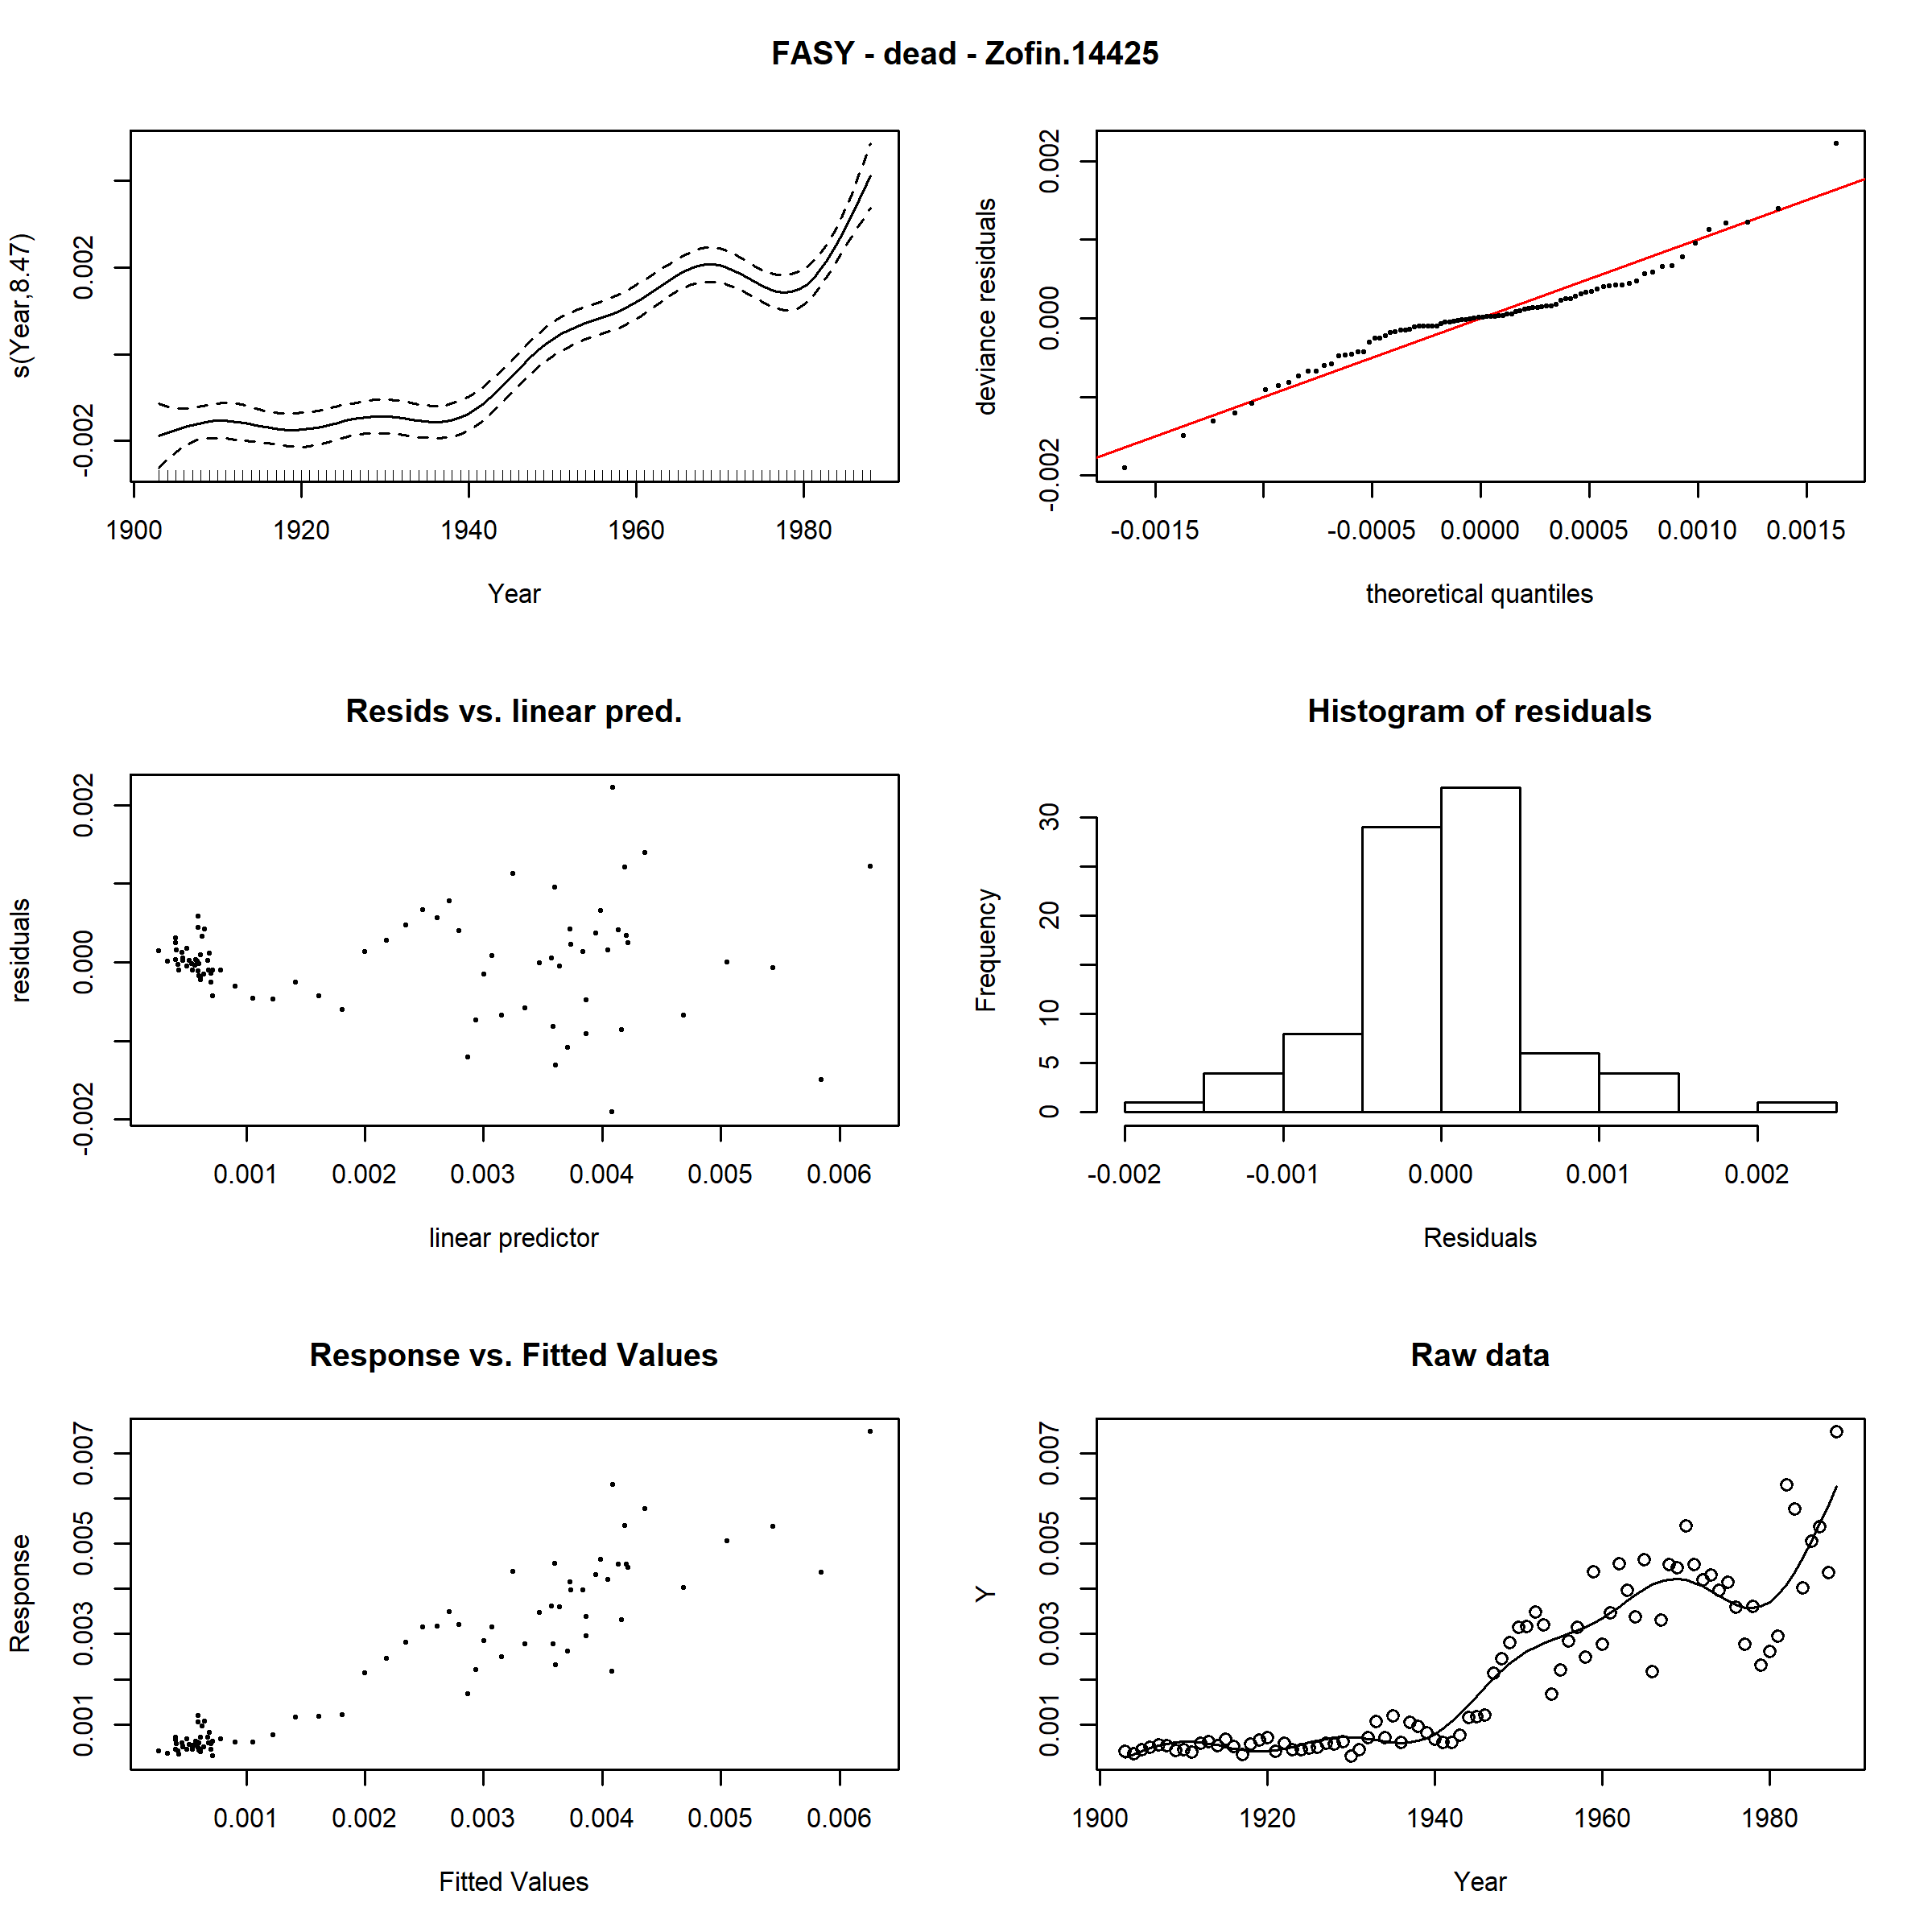 FASY - dead - Zofin.14425
s(Year,8.47)
-0.002 0.002
1900 1920 1940 1960 1980
Year
deviance residuals
-0.002 0.000 0.002
-0.0015 -0.0005 0.0000 0.0005 0.0010 0.0015
theoretical quantiles
Resids vs. linear pred.
residuals
-0.002 0.000 0.002
0.001 0.002 0.003 0.004 0.005 0.006
linear predictor
Histogram of residuals
Frequency
0 5 10 20 30
-0.002 -0.001 0.000 0.001 0.002
Residuals
Response vs. Fitted Values
Response
0.001 0.003 0.005 0.007
0.001 0.002 0.003 0.004 0.005 0.006
Fitted Values
Raw data
Y
0.001 0.003 0.005 0.007
1900 1920 1940 1960 1980
Year